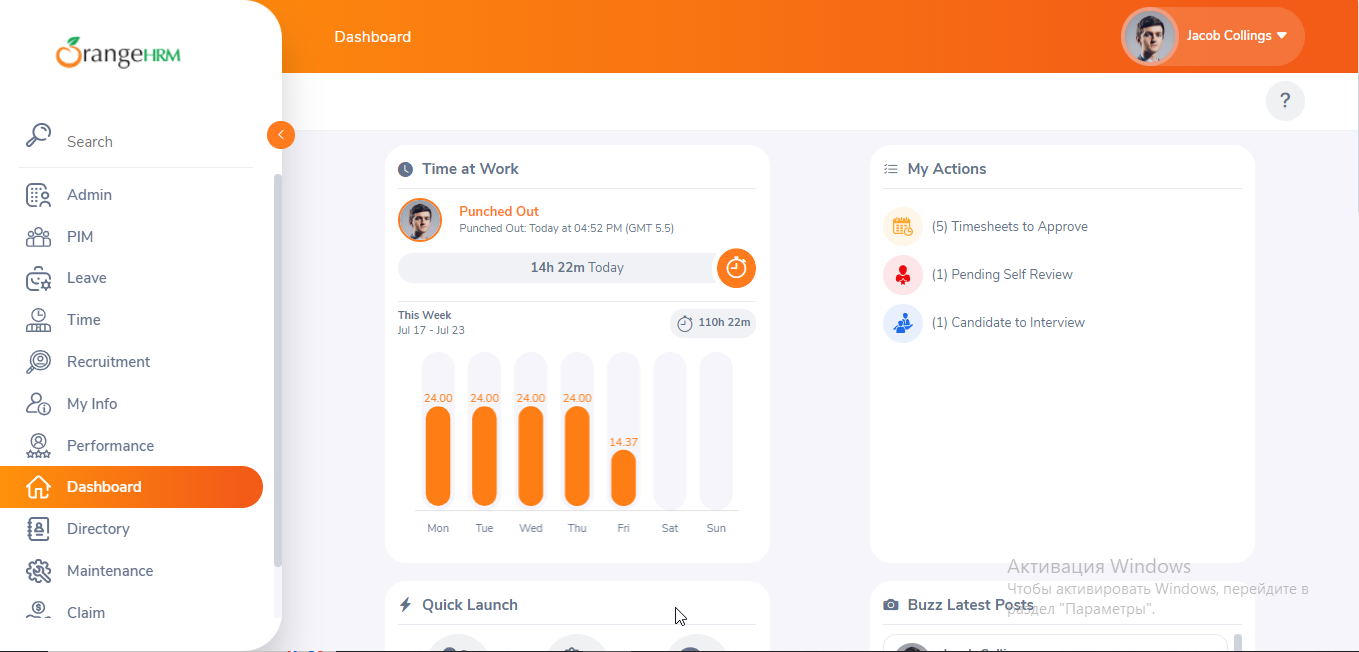 OrangeHRM
Search
Admin
PIM
Leave
Time
Recruitment
My Info
Performance
Dashboard
Directory
Maintenance
Claim
Dashboard
Jacob Collings
?
Time at Work
Punched Out
Punched Out: Today at 04:52 PM (GMT 5.5)
14h 22m Today
This Week
Jul 17 - Jul 23
110h 22m
24.00 24.00 24.00 24.00 14.37
Mon Tue Wed Thu Fri Sat Sun
My Actions
(5) Timesheets to Approve
(1) Pending Self Review
(1) Candidate to Interview
Quick Launch
Buzz Latest Posts
Активация Windows
Чтобы активировать Windows, перейдите в
раздел "Параметры".